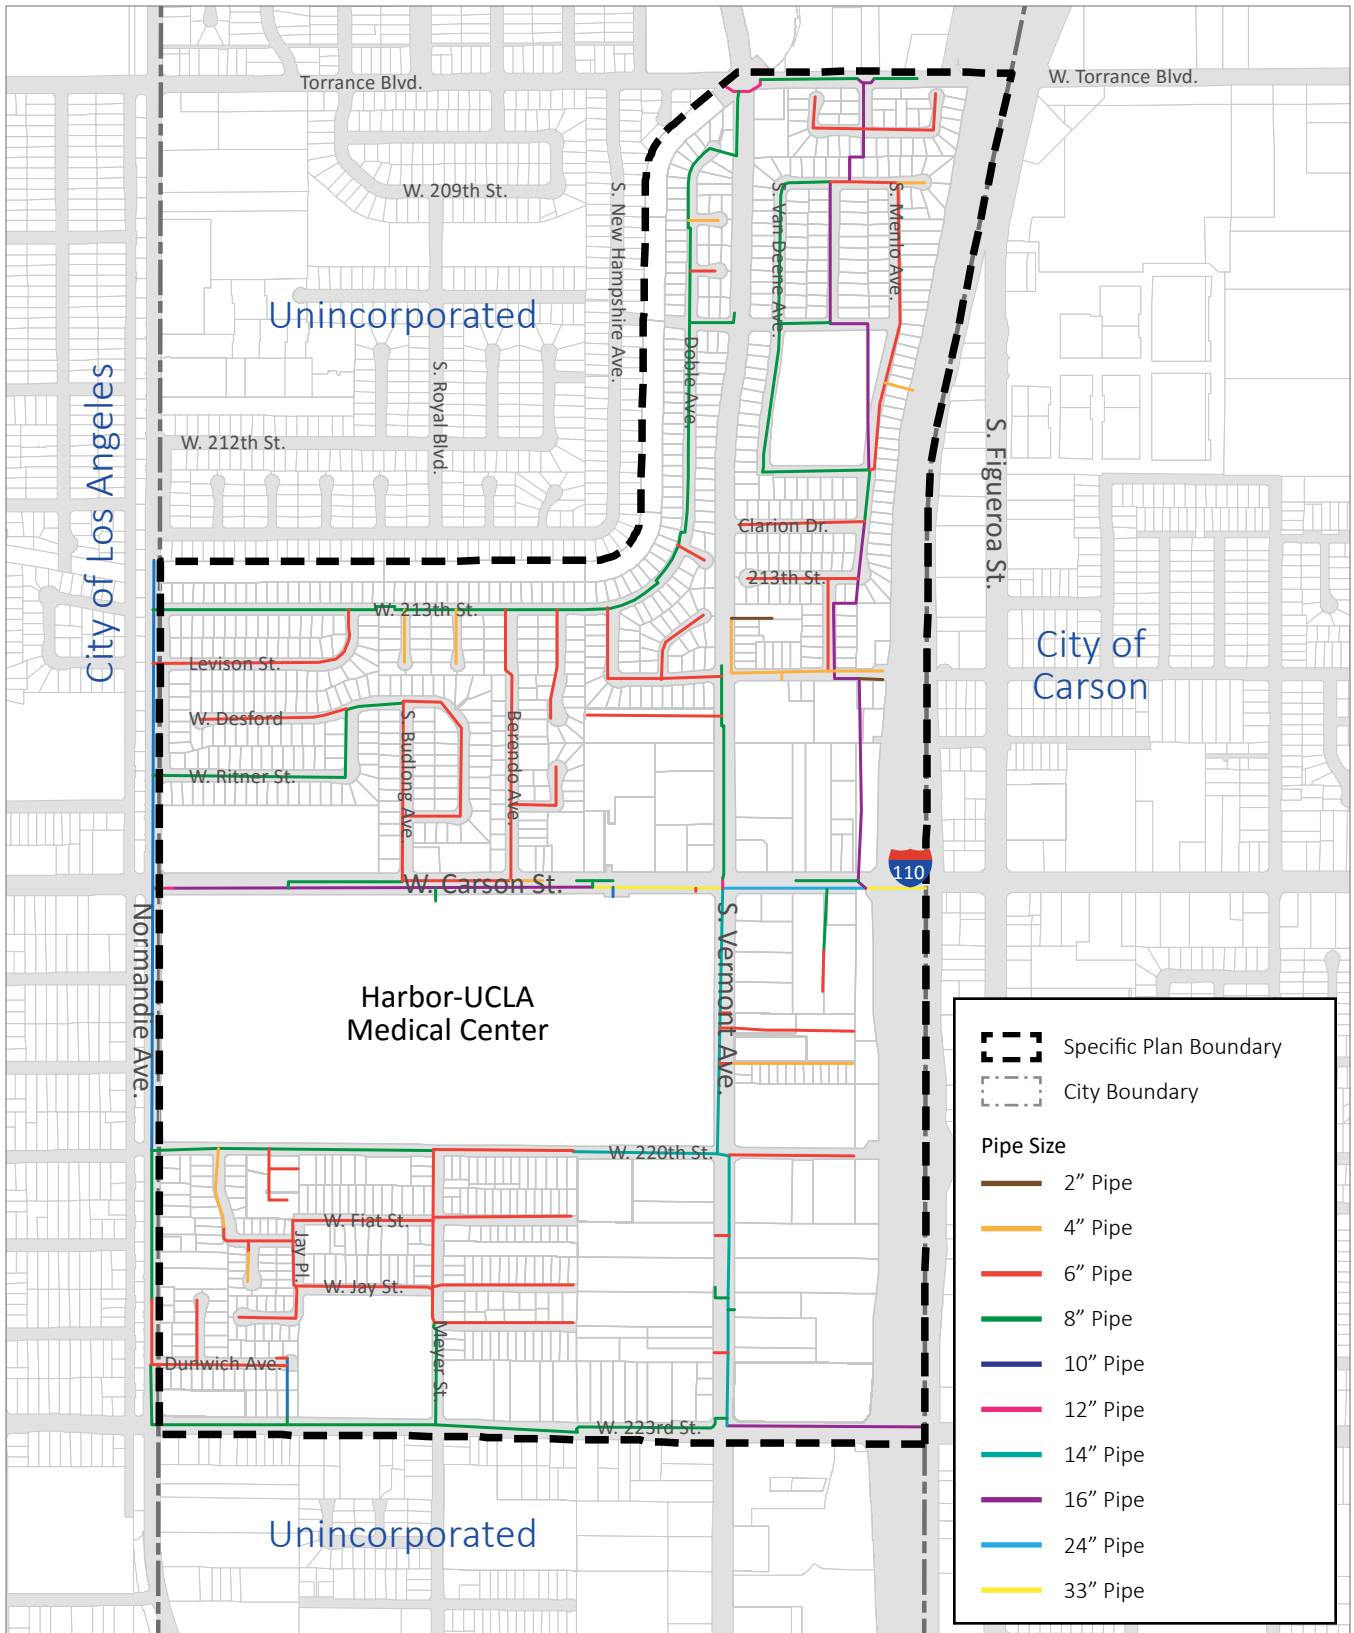 Torrance Blvd.
W. Torrance Blvd.
W. 209th St.
S. New Hampshire Ave.
S. Van Deene Ave.
S. Menlo Ave.
Unincorporated
Doble Ave.
S. Royal Blvd.
City of Los Angeles
W. 212th St.
S. Figueroa St.
Clarion Dr.
213th St.
W. 213th St.
City of
Carson
Levison St.
W. Desford
S. Budlong Ave.
Berendo Ave.
W. Ritner St.
110
W. Carson St.
Normandie Ave.
S. Vermont Ave.
Harbor-UCLA
Medical Center
W. 220th St.
W. Fiat St.
Jay Pl.
W. Jay St.
Meyer St.
Dunwich Ave.
W. 223rd St.
Unincorporated
Specific Plan Boundary
City Boundary
Pipe Size
2” Pipe
4” Pipe
6” Pipe
8” Pipe
10” Pipe
12” Pipe
14” Pipe
16” Pipe
24” Pipe
33” Pipe